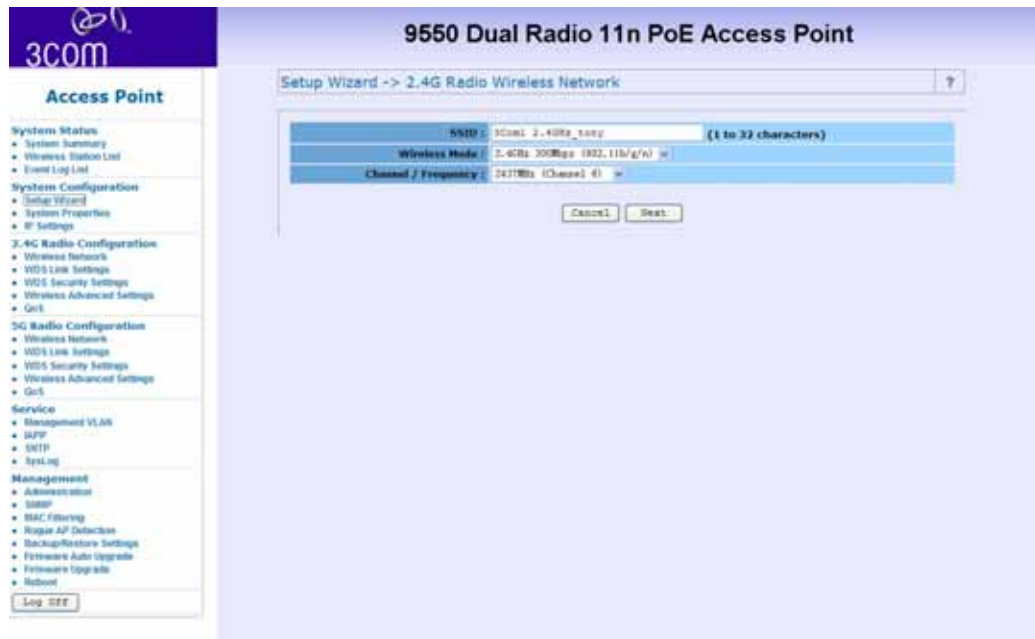 3COM
9550 Dual Radio 11n PoE Access Point
Access Point
System Status
System Summary
Wireless Station List
Event Log List
System Configuration
Setup Wizard
System Properties
IP Settings
2.4G Radio Configuration
Wireless Network
WDS Link Settings
WDS Security Settings
Wireless Advanced Settings
QoS
5G Radio Configuration
Wireless Network
WDS Link Settings
WDS Security Settings
Wireless Advanced Settings
QoS
Service
Management VLAN
IAPP
SNTP
SysLog
Management
Administration
SNMP
MAC Filtering
Rogue AP Detection
Backup/Restore Settings
Firmware Auto Upgrade
Firmware Upgrade
Reboot
Log Off
Setup Wizard -> 2.4G Radio Wireless Network
?
SSID : 2.4GHz_tony (1 to 32 characters)
Wireless Mode : 2.4GHz 300Mbps (802.11b/g/n)
Channel / Frequency : 2437MHz (Channel 6)
Cancel Next